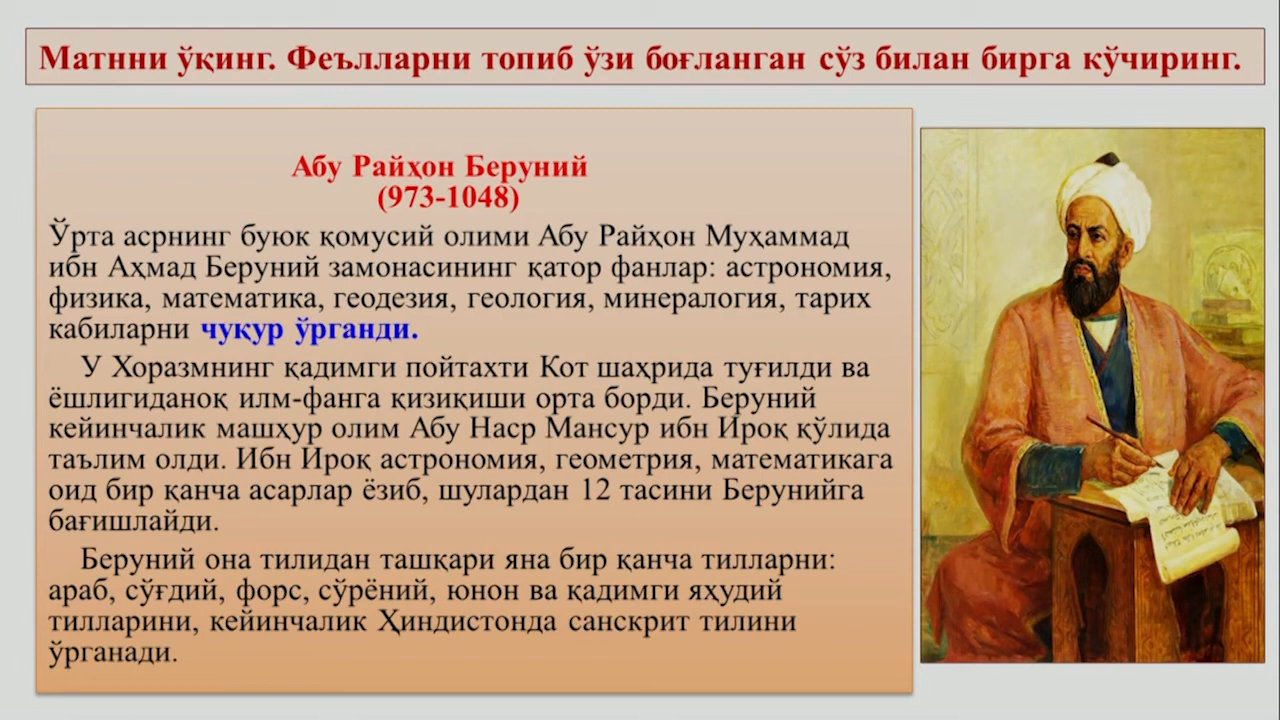 Матнни ўқинг. Феълларни топиб ўзи боғланган сўз билан бирга кўчиринг.
Абу Райҳон Беруний
(973-1048)
Ўрта асрнинг буюк қомусий олими Абу Райҳон Муҳаммад
ибн Аҳмад Беруний замонасининг қатор фанлар: астрономия,
физика, математика, геодезия, геология, минералогия, тарих
кабиларни чуқур ўрганди.
У Хоразмнинг қадимги пойтахти Кот шаҳрида туғилди ва
ёшлигиданоқ илм-фанга қизиқиши орта борди. Беруний
кейинчалик машҳур олим Абу Наср Мансур ибн Ироқ қўлида
таълим олди. Ибн Ироқ астрономия, геометрия, математикага
оид бир қанча асарлар ёзиб, шулардан 12 тасини Берунийга
бағишлайди.
Беруний она тилидан ташқари яна бир қанча тилларни:
араб, сўғдий, форс, сўрёний, юнон ва қадимги яҳудий
тилларини, кейинчалик Ҳиндистонда санскрит тилини
ўрганади.